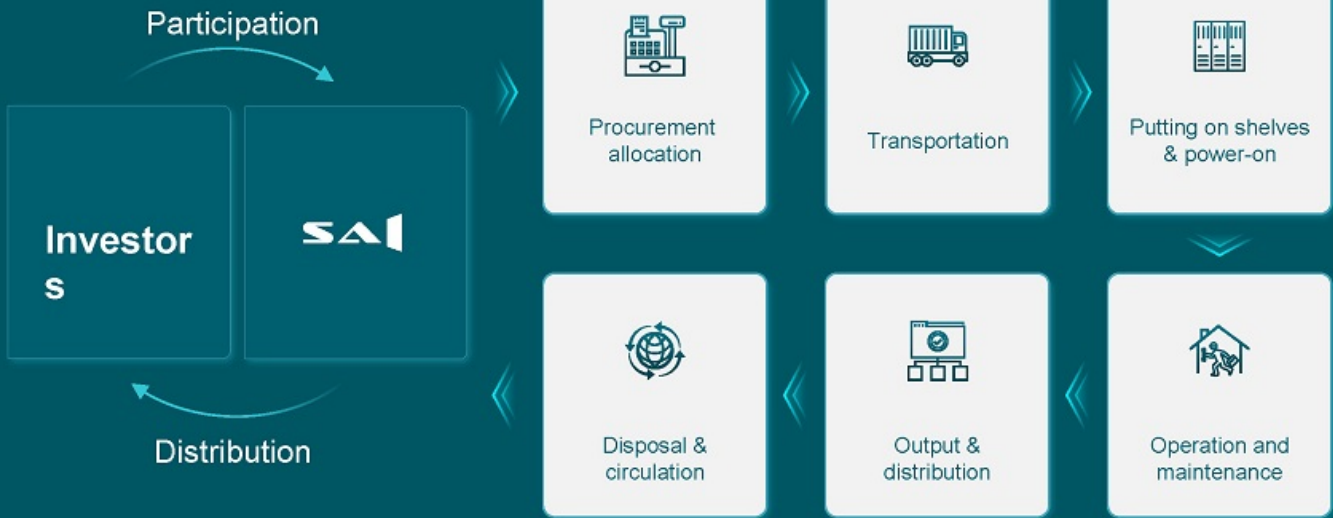 Participation
Investor
s
SAI
Distribution
Procurement
allocation
Transportation
Putting on shelves
& power-on
Operation and
maintenance
Output &
distribution
Disposal &
circulation